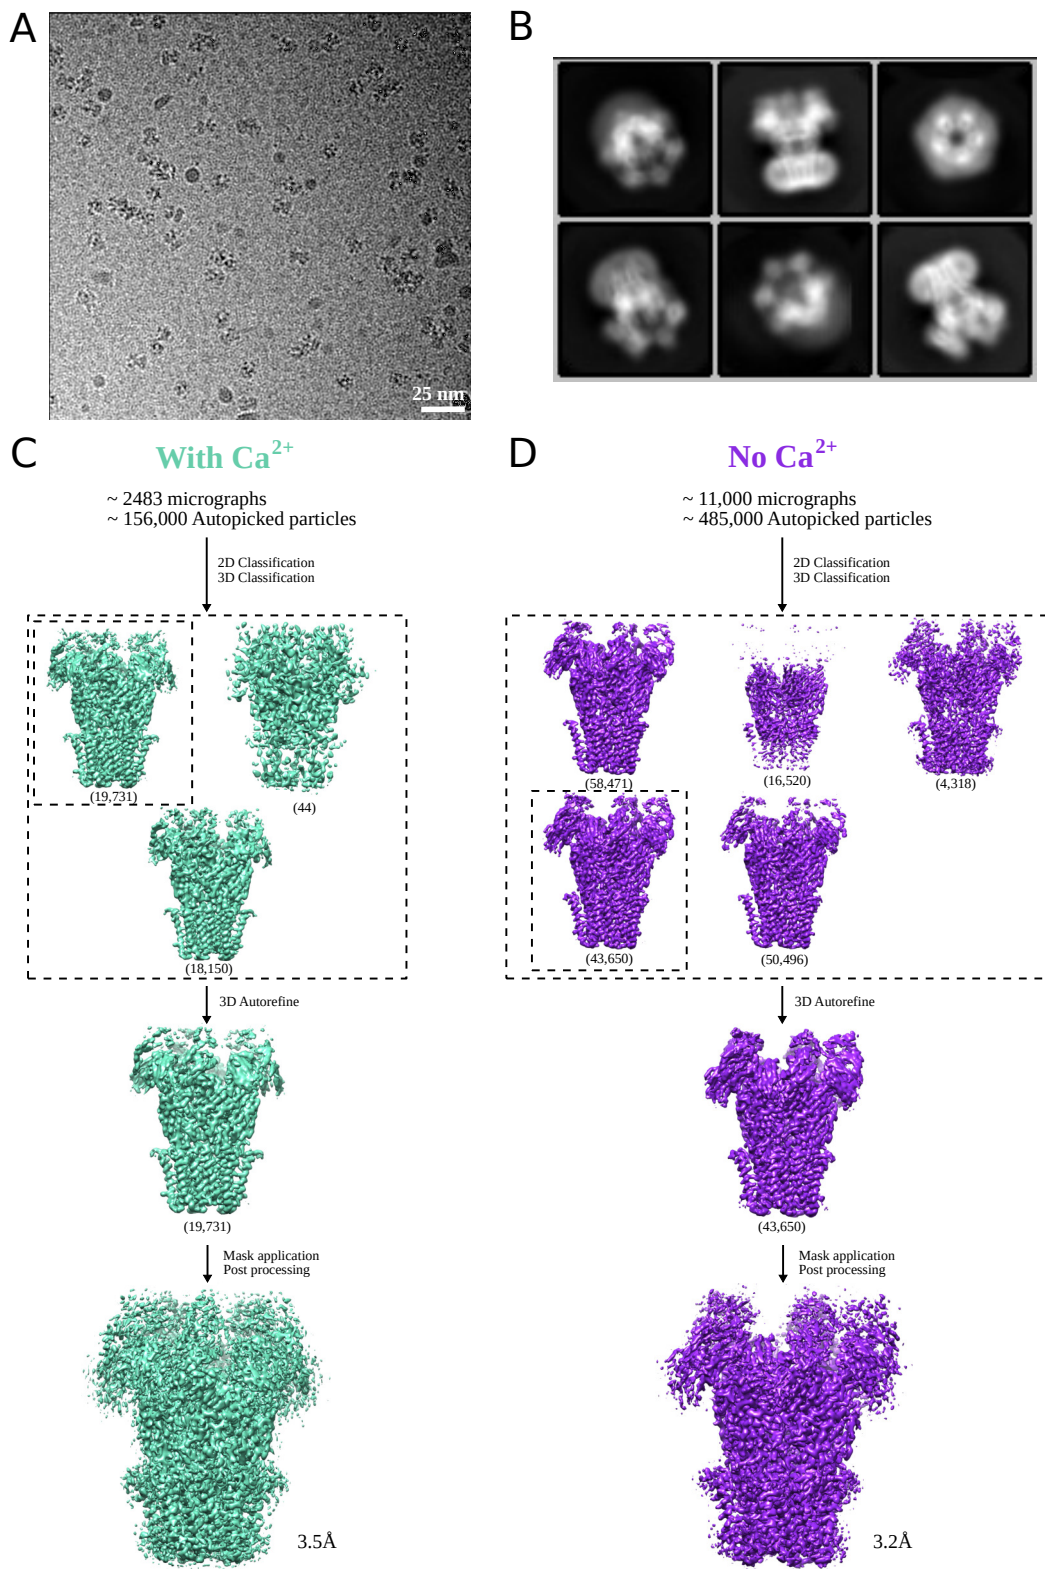 A
B
25 nm
C
With Ca2+
~ 2483 micrographs
~ 156,000 Autopicked particles
2D Classification
3D Classification
(19,731)
(44)
(18,150)
3D Autorefine
(19,731)
Mask application
Post processing
3.5Å
D
No Ca2+
~ 11,000 micrographs
~ 485,000 Autopicked particles
2D Classification
3D Classification
(58,471)
(16,520)
(4,318)
(43,650)
(50,496)
3D Autorefine
(43,650)
Mask application
Post processing
3.2Å